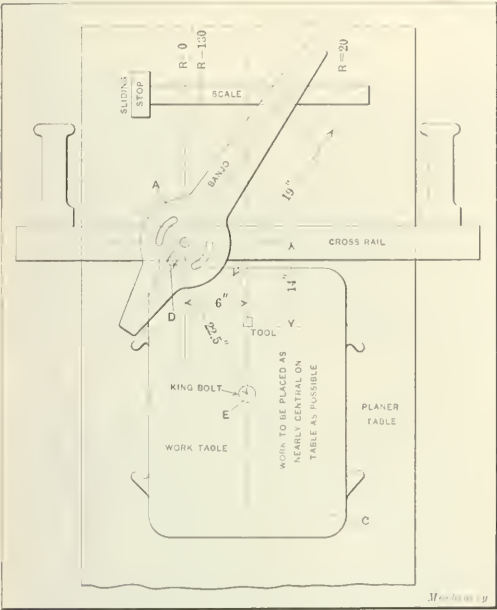 SLIDING
STOP
R = 0
R = 130
SCALE
R = 20
A
BANJO
19"
CROSS RAIL
D
6"
14"
22.5"
TOOL
KING BOLT
E
WORK TABLE
WORK TO BE PLACED AS
NEARLY CENTRAL ON
TABLE AS POSSIBLE
PLANER
TABLE
C
Machinery